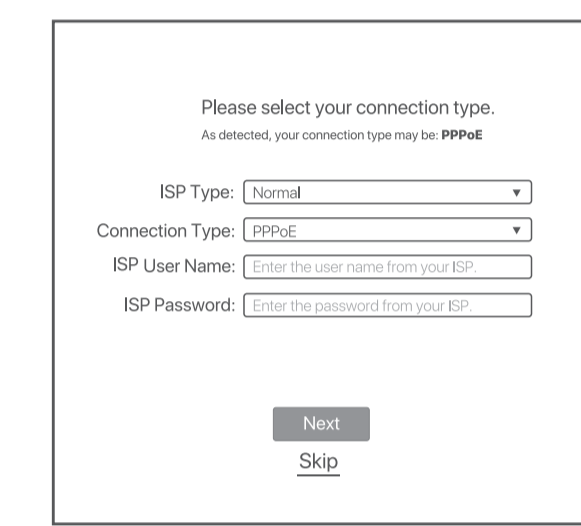 Please select your connection type.
As detected, your connection type may be: PPPoE
ISP Type: Normal
Connection Type: PPPoE
ISP User Name: Enter the user name from your ISP.
ISP Password: Enter the password from your ISP.
Next
Skip